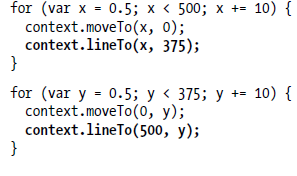 for (var x = 0.5; x < 500; x += 10) {
  context.moveTo(x, 0);
  context.lineTo(x, 375);
}
for (var y = 0.5; y < 375; y += 10) {
  context.moveTo(0, y);
  context.lineTo(500, y);
}